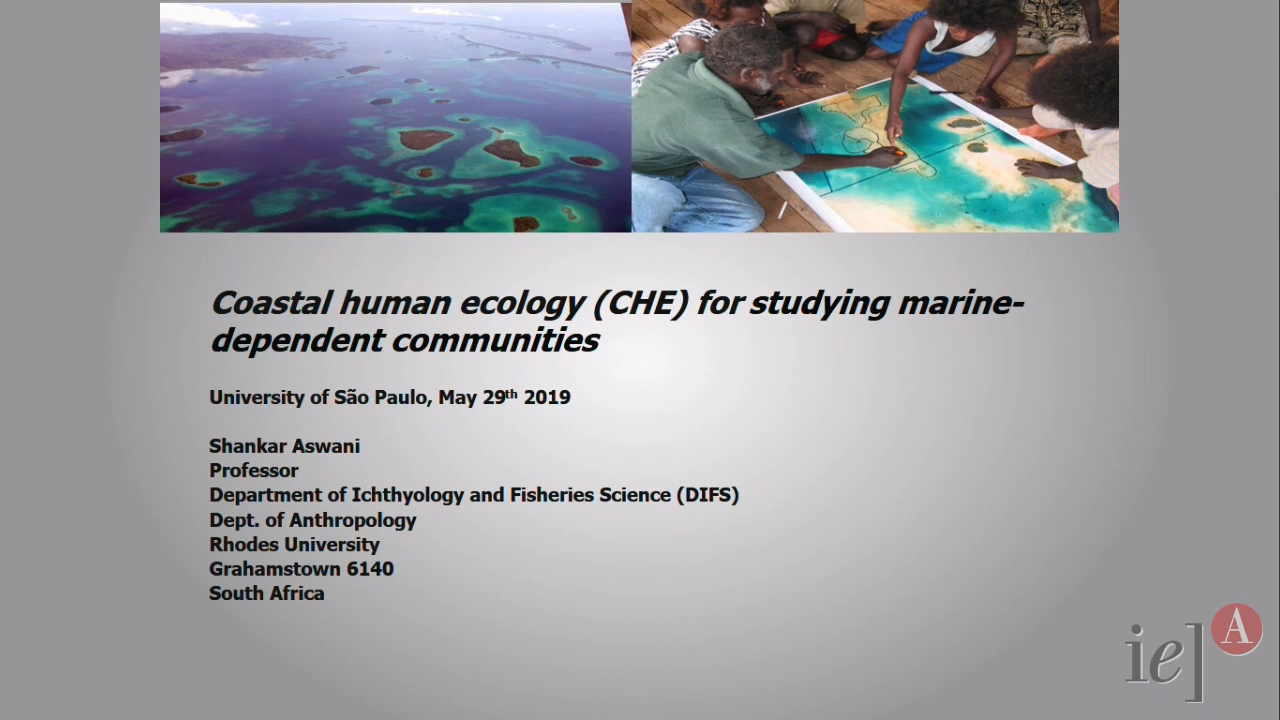 Coastal human ecology (CHE) for studying marine-
dependent communities
University of São Paulo, May 29th 2019
Shankar Aswani
Professor
Department of Ichthyology and Fisheries Science (DIFS)
Dept. of Anthropology
Rhodes University
Grahamstown 6140
South Africa
ie] A